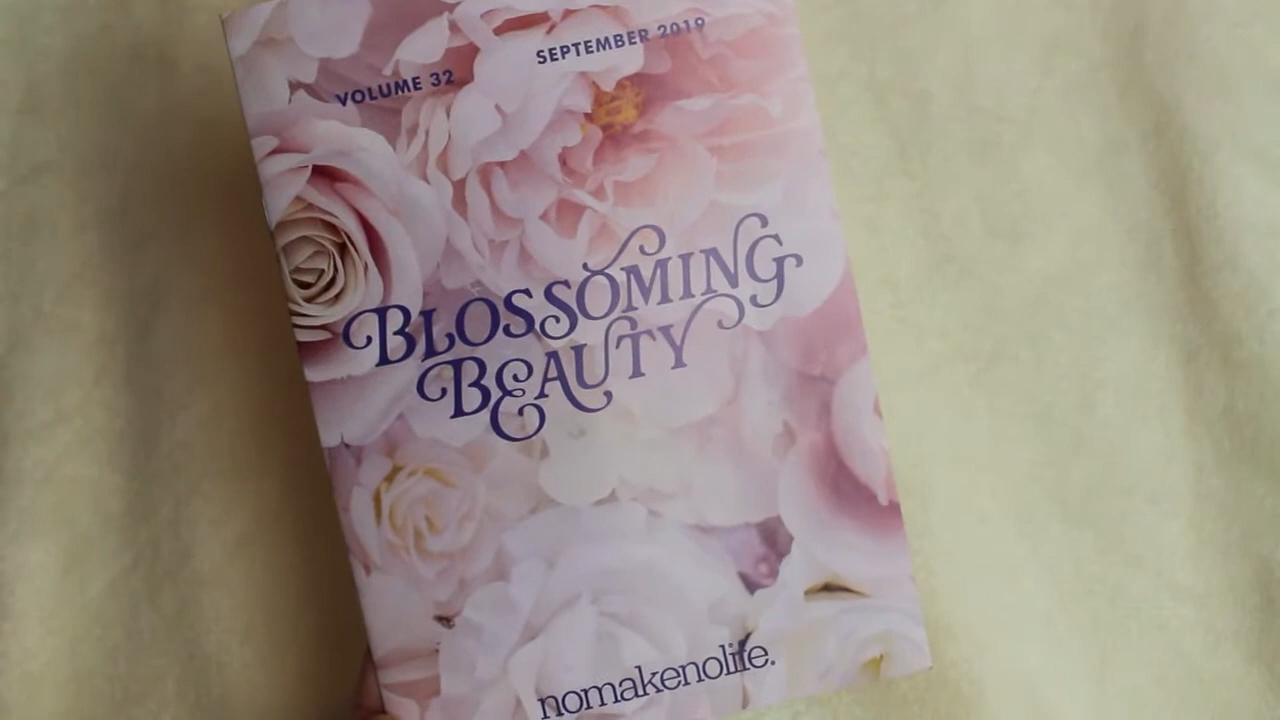 VOLUME 32
SEPTEMBER 2019
BLOSSOMING
BEAUTY
nomakenolife.